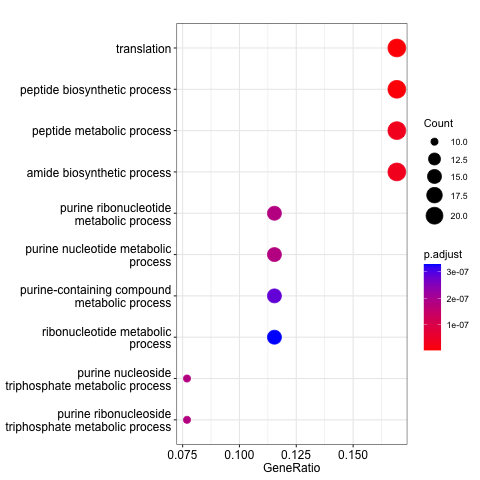 translation
peptide biosynthetic process
peptide metabolic process
amide biosynthetic process
purine ribonucleotide
metabolic process
purine nucleotide metabolic
process
purine-containing compound
metabolic process
ribonucleotide metabolic
process
purine nucleoside
triphosphate metabolic process
purine ribonucleoside
triphosphate metabolic process
0.075 0.100 0.125 0.150
GeneRatio
Count
10.0
12.5
15.0
17.5
20.0
p.adjust
3e-07
2e-07
1e-07